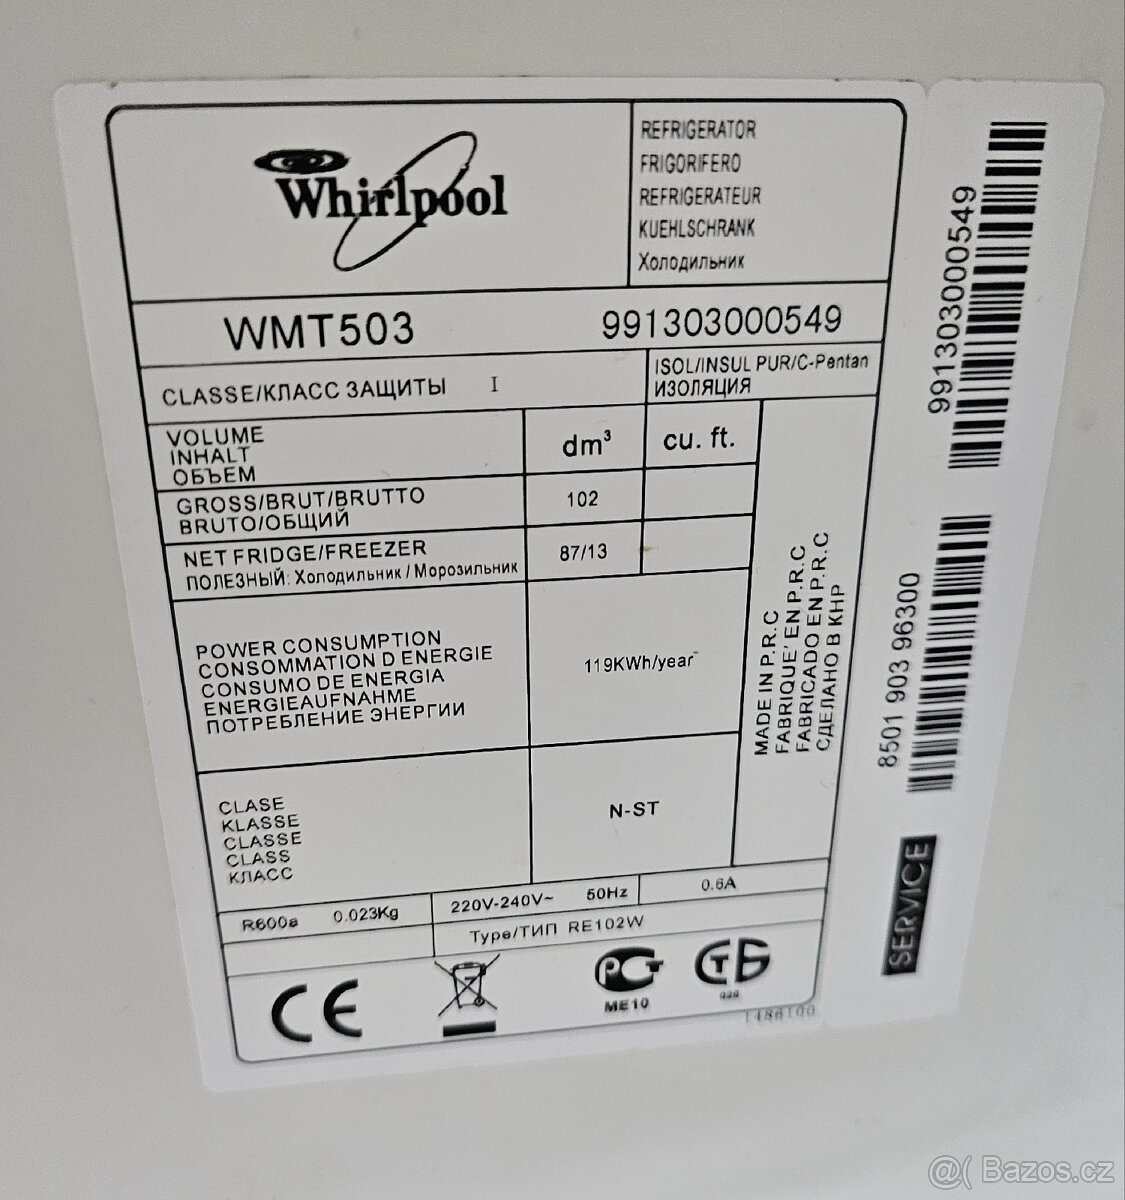 Whirlpool
REFRIGERATOR
FRIGORIFERO
REFRIGERATEUR
KUEHLSCHRANK
Холодильник
WMT503
991303000549
CLASSE/КЛАСС ЗАЩИТЫ I
ISOL/INSUL PUR/C-Pentan
ИЗОЛЯЦИЯ
VOLUME
INHALT
ОБЪЕМ
dm³
cu. ft.
GROSS/BRUT/BRUTTO
BRUTO/ОБЩИЙ
102
NET FRIDGE/FREEZER
ПОЛЕЗНЫЙ: Холодильник / Морозильник
87/13
POWER CONSUMPTION
CONSOMMATION D ENERGIE
CONSUMO DE ENERGIA
ENERGIEAUFNAHME
ПОТРЕБЛЕНИЕ ЭНЕРГИИ
119KWh/year
MADE IN P.R.C
FABRIQUE' EN P.R.C
FABRICADO EN P.R.C
СДЕЛАНО В КНР
CLASE
KLASSE
CLASSE
CLASS
КЛАСС
N-ST
R600a 0.023Kg
220V-240V~ 50Hz
0.6A
Type/ТИП RE102W
CE
РСТ
ME10
СТБ
1486100
991303000549
8501 903 96300
SERVICE
@( Bazos.cz